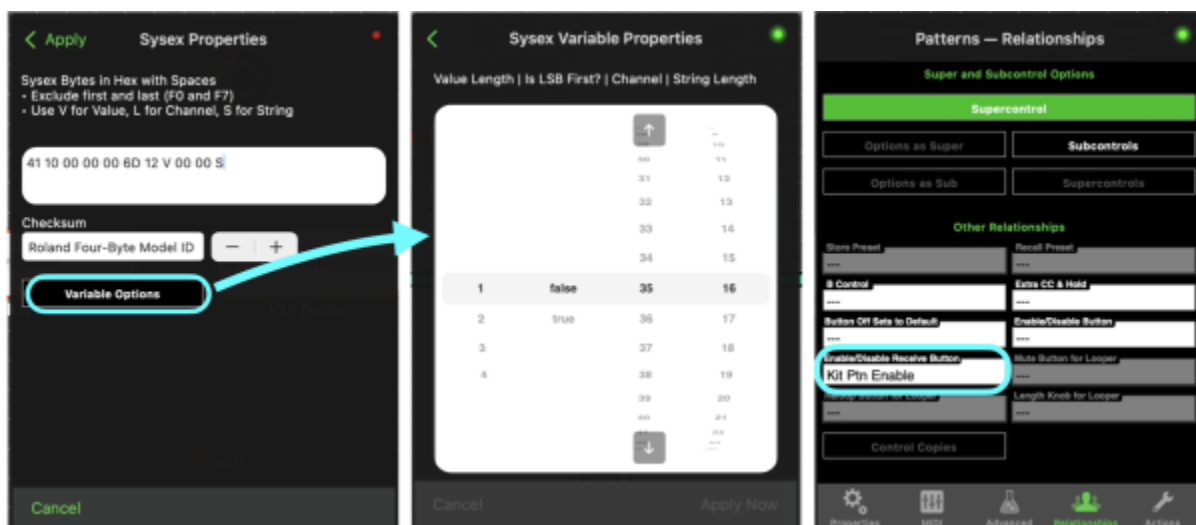 Apply
Sysex Properties
Sysex Bytes in Hex with Spaces
- Exclude first and last (F0 and F7)
- Use V for Value, L for Channel, S for String
41 10 00 00 00 00 6D 12 V 00 00 S
Checksum
Roland Four-Byte Model ID
− +
Variable Options
Cancel
Sysex Variable Properties
Value Length | Is LSB First? | Channel | String Length
31 13
33 14
34 15
1 false 35 16
2 true 36 17
3 37 18
4 38 19
39 20
Cancel Apply Now
Patterns — Relationships
Super and Subcontrol Options
Supercontrol
Options as Super Subcontrols
Options as Sub Supercontrols
Other Relationships
Store Preset Recall Preset
--- ---
B Control Extra CC & Hold
--- ---
Button Off Sets to Default Enable/Disable Button
--- ---
Enable/Disable Receive Button Mute Button for Looper
Kit Ptn Enable ---
Length Knob for Looper
--- ---
Control Copies
Properties MIDI Advanced Relationships Actions